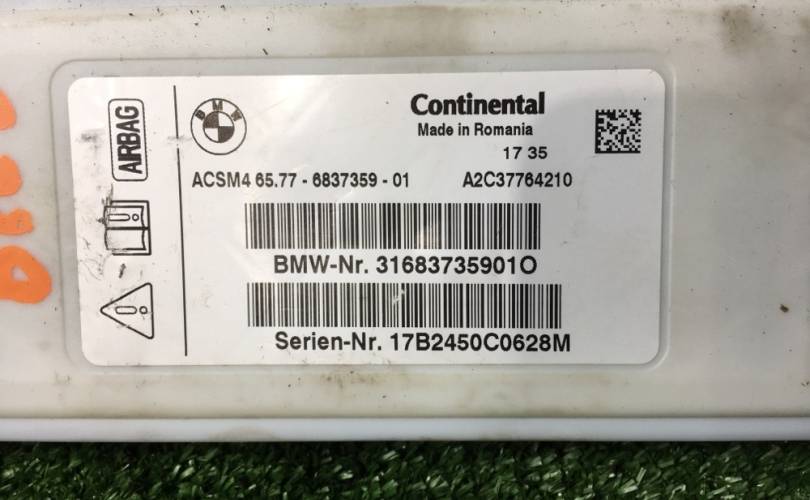 AIRBAG
BMW
Continental
Made in Romania
17 35
ACSM4 65.77 - 6837359 - 01 A2C37764210
BMW-Nr. 31683735901O
Serien-Nr. 17B2450C0628M